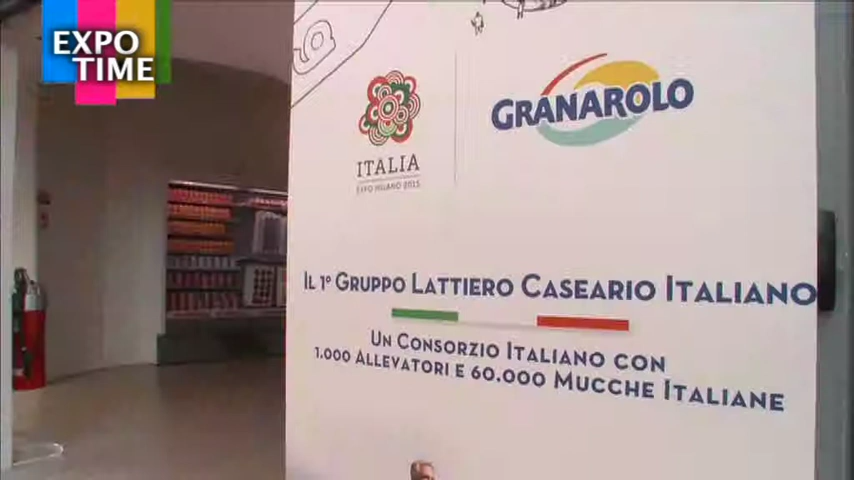 EXPO
TIME
ITALIA
EXPO MILANO 2015
GRANAROLO
IL 1° GRUPPO LATTIERO CASEARIO ITALIANO
UN CONSORZIO ITALIANO CON
1.000 ALLEVATORI E 60.000 MUCCHE ITALIANE